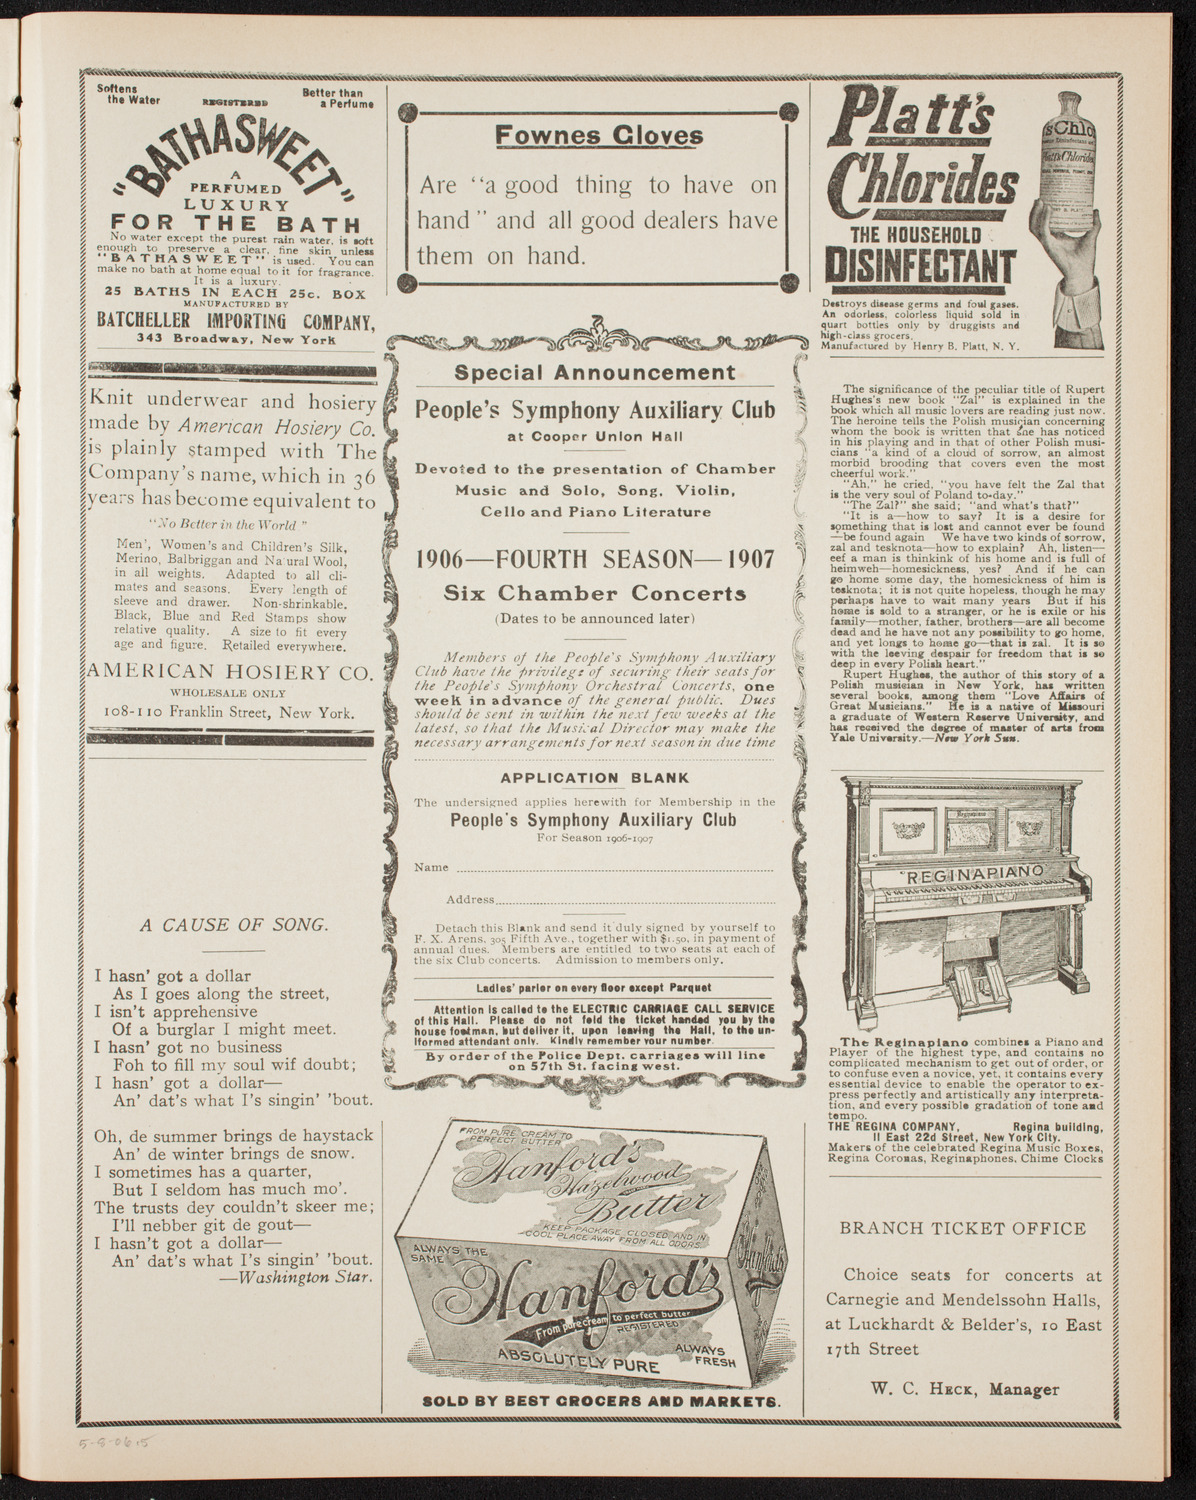 Softens
the Water
REGISTERED
Better than
a Perfume
"BATHASWEET"
A
PERFUMED
LUXURY
FOR THE BATH
No water except the purest rain water, is soft
enough to preserve a clear, fine skin unless
"BATHASWEET" is used. You can
make no bath at home equal to it for fragrance.
It is a luxury.
25 BATHS IN EACH 25c. BOX
MANUFACTURED BY
BATCHELLER IMPORTING COMPANY,
343 Broadway, New York
Knit underwear and hosiery
made by American Hosiery Co.
is plainly stamped with The
Company's name, which in 36
years has become equivalent to
"No Better in the World"
Men', Women's and Children's Silk,
Merino, Balbriggan and Na ural Wool,
in all weights. Adapted to all cli-
mates and seasons. Every length of
sleeve and drawer. Non-shrinkable.
Black, Blue and Red Stamps show
relative quality. A size to fit every
age and figure. Retailed everywhere.
AMERICAN HOSIERY CO.
WHOLESALE ONLY
108-110 Franklin Street, New York.
A CAUSE OF SONG.
I hasn' got a dollar
As I goes along the street,
I isn't apprehensive
Of a burglar I might meet.
I hasn' got no business
Foh to fill my soul wif doubt;
I hasn' got a dollar—
An' dat's what I's singin' 'bout.
Oh, de summer brings de haystack
An' de winter brings de snow.
I sometimes has a quarter,
But I seldom has much mo'.
The trusts dey couldn't skeer me;
I'll nebber git de gout—
I hasn't got a dollar—
An' dat's what I's singin' 'bout.
—Washington Star.
Fownes Gloves
Are "a good thing to have on
hand" and all good dealers have
them on hand.
Special Announcement
People's Symphony Auxiliary Club
at Cooper Union Hall
Devoted to the presentation of Chamber
Music and Solo, Song, Violin,
Cello and Piano Literature
1906—FOURTH SEASON—1907
Six Chamber Concerts
(Dates to be announced later)
Members of the People's Symphony Auxiliary
Club have the privilege of securing their seats for
the People's Symphony Orchestral Concerts, one
week in advance of the general public. Dues
should be sent in within the next few weeks at the
latest, so that the Musical Director may make the
necessary arrangements for next season in due time
APPLICATION BLANK
The undersigned applies herewith for Membership in the
People's Symphony Auxiliary Club
For Season 1906-1907
Name
Address
Detach this Blank and send it duly signed by yourself to
F. X. Arens, 305 Fifth Ave., together with $1.50, in payment of
annual dues. Members are entitled to two seats at each of
the six Club concerts. Admission to members only.
Ladies' parlor on every floor except Parquet
Attention is called to the ELECTRIC CARRIAGE CALL SERVICE
of this Hall. Please do not fold the ticket handed you by the
house footman, but deliver it, upon leaving the Hall, to the un-
iformed attendant only. Kindly remember your number.
By order of the Police Dept. carriages will line
on 57th St. facing west.
FROM PURE CREAM TO
PERFECT BUTTER
Hanford's
Hazelwood
Butter
KEEP PACKAGE CLOSED AND IN
COOL PLACE AWAY FROM ALL ODORS.
ALWAYS THE
SAME
Hanford's
From pure cream to perfect butter
REGISTERED
ABSOLUTELY PURE
ALWAYS
FRESH
Hanford's
SOLD BY BEST GROCERS AND MARKETS.
Platt's
Chlorides
THE HOUSEHOLD
DISINFECTANT
Destroys disease germs and foul gases.
An odorless, colorless liquid sold in
quart bottles only by druggists and
high-class grocers.
Manufactured by Henry B. Platt, N. Y.
The significance of the peculiar title of Rupert
Hughes's new book "Zal" is explained in the
book which all music lovers are reading just now.
The heroine tells the Polish musician concerning
whom the book is written that she has noticed
in his playing and in that of other Polish musi-
cians "a kind of a cloud of sorrow, an almost
morbid brooding that covers even the most
cheerful work."
"Ah," he cried, "you have felt the Zal that
is the very soul of Poland to-day."
"The Zal?" she said; "and what's that?"
"It is a—how to say? It is a desire for
something that is lost and cannot ever be found
—be found again We have two kinds of sorrow,
zal and tesknota—how to explain? Ah, listen—
eef a man is thinkink of his home and is full of
heimweh—homesickness, yes? And if he can
go home some day, the homesickness of him is
tesknota; it is not quite hopeless, though he may
perhaps have to wait many years But if his
home is sold to a stranger, or he is exile or his
family—mother, father, brothers—are all become
dead and he have not any possibility to go home,
and yet longs to home go—that is zal. It is so
with the leeving despair for freedom that is so
deep in every Polish heart."
Rupert Hughes, the author of this story of a
Polish musician in New York, has written
several books, among them "Love Affairs of
Great Musicians." He is a native of Missouri
a graduate of Western Reserve University, and
has received the degree of master of arts from
Yale University.—New York Sun.
REGINAPIANO
The Reginapiano combines a Piano and
Player of the highest type, and contains no
complicated mechanism to get out of order, or
to confuse even a novice, yet, it contains every
essential device to enable the operator to ex-
press perfectly and artistically any interpreta-
tion, and every possible gradation of tone and
tempo.
THE REGINA COMPANY, Regina building,
11 East 22d Street, New York City.
Makers of the celebrated Regina Music Boxes,
Regina Coronas, Reginaphones, Chime Clocks
BRANCH TICKET OFFICE
Choice seats for concerts at
Carnegie and Mendelssohn Halls,
at Luckhardt & Belder's, 10 East
17th Street
W. C. HECK, Manager
5-8-06.5